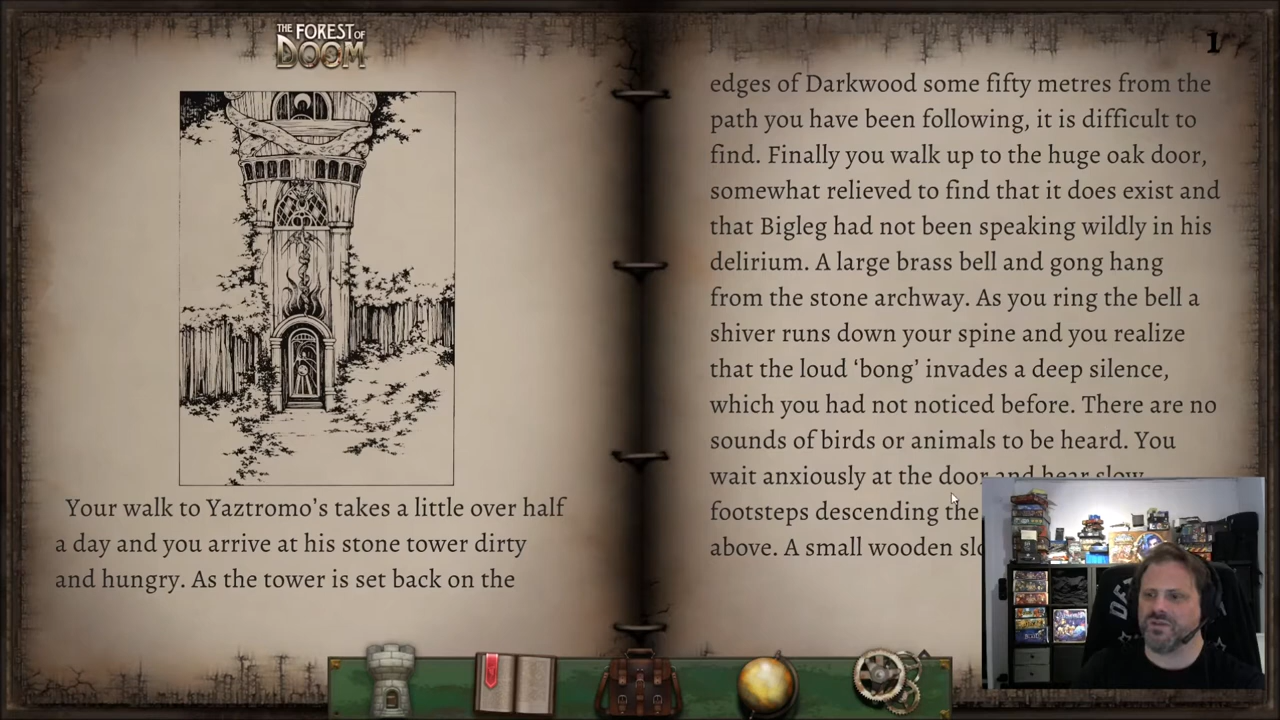 THE FOREST OF
DOOM
1
Your walk to Yaztromo's takes a little over half
a day and you arrive at his stone tower dirty
and hungry. As the tower is set back on the
edges of Darkwood some fifty metres from the
path you have been following, it is difficult to
find. Finally you walk up to the huge oak door,
somewhat relieved to find that it does exist and
that Bigleg had not been speaking wildly in his
delirium. A large brass bell and gong hang
from the stone archway. As you ring the bell a
shiver runs down your spine and you realize
that the loud ‘bong’ invades a deep silence,
which you had not noticed before. There are no
sounds of birds or animals to be heard. You
wait anxiously at the door and hear slow
footsteps descending the
above. A small wooden